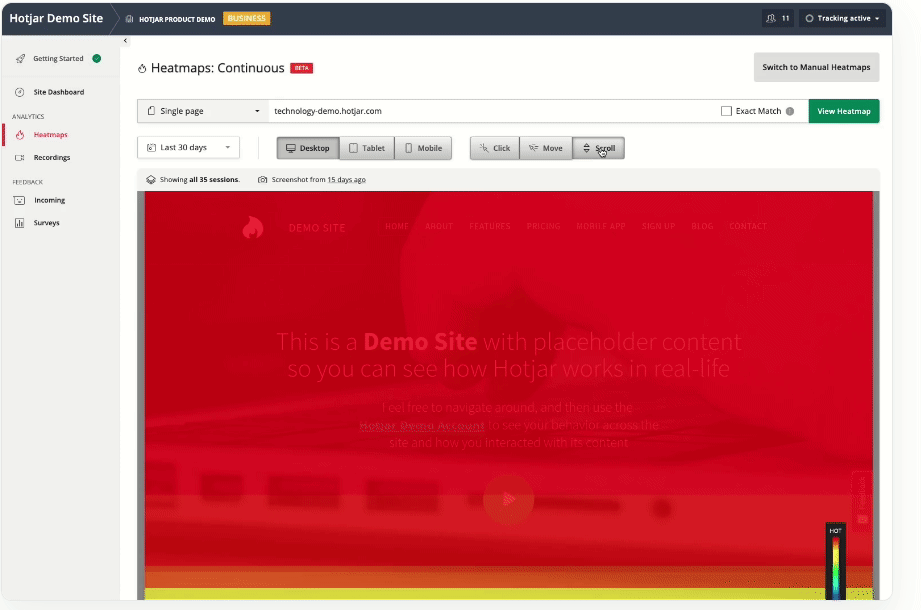 Hotjar Demo Site
HOTJAR PRODUCT DEMO
BUSINESS
11
Tracking active
Getting Started
Site Dashboard
ANALYTICS
Heatmaps
Recordings
FEEDBACK
Incoming
Surveys
Heatmaps: Continuous BETA
Switch to Manual Heatmaps
Single page
technology-demo.hotjar.com
Exact Match
View Heatmap
Last 30 days
Desktop
Tablet
Mobile
Click
Move
Scroll
Showing all 35 sessions.
Screenshot from 15 days ago
DEMO SITE
HOME ABOUT FEATURES PRICING MOBILE APP SIGN UP BLOG CONTACT
This is a Demo Site with placeholder content
so you can see how Hotjar works in real-life
Feel free to navigate around, and then use the
Hotjar Demo Account to see your behavior across the
site and how you interacted with its content
Feedback
HOT